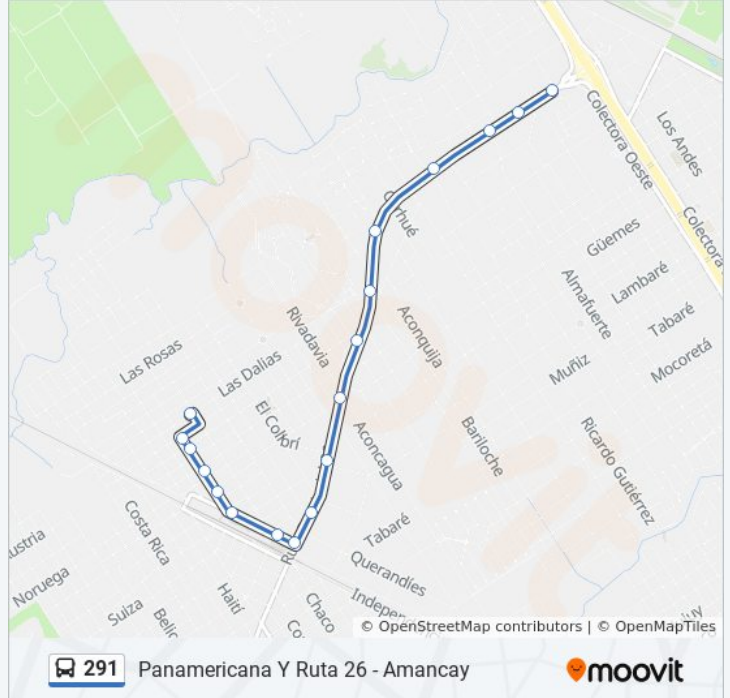 Colectora Oeste
Los Andes
Colectora
Güemes
Lambaré
Almafuerte
Tabaré
Muñiz
Mocoretá
Aconquija
Rivadavia
Las Rosas
Las Dalias
El Colibrí
Aconcagua
Bariloche
Ricardo Gutiérrez
Tabaré
Querandíes
Costa Rica
ustria
Noruega
Suiza
Haití
Chaco
© OpenStreetMap contributors | © OpenMapTiles
291 Panamericana Y Ruta 26 - Amancay
moovit